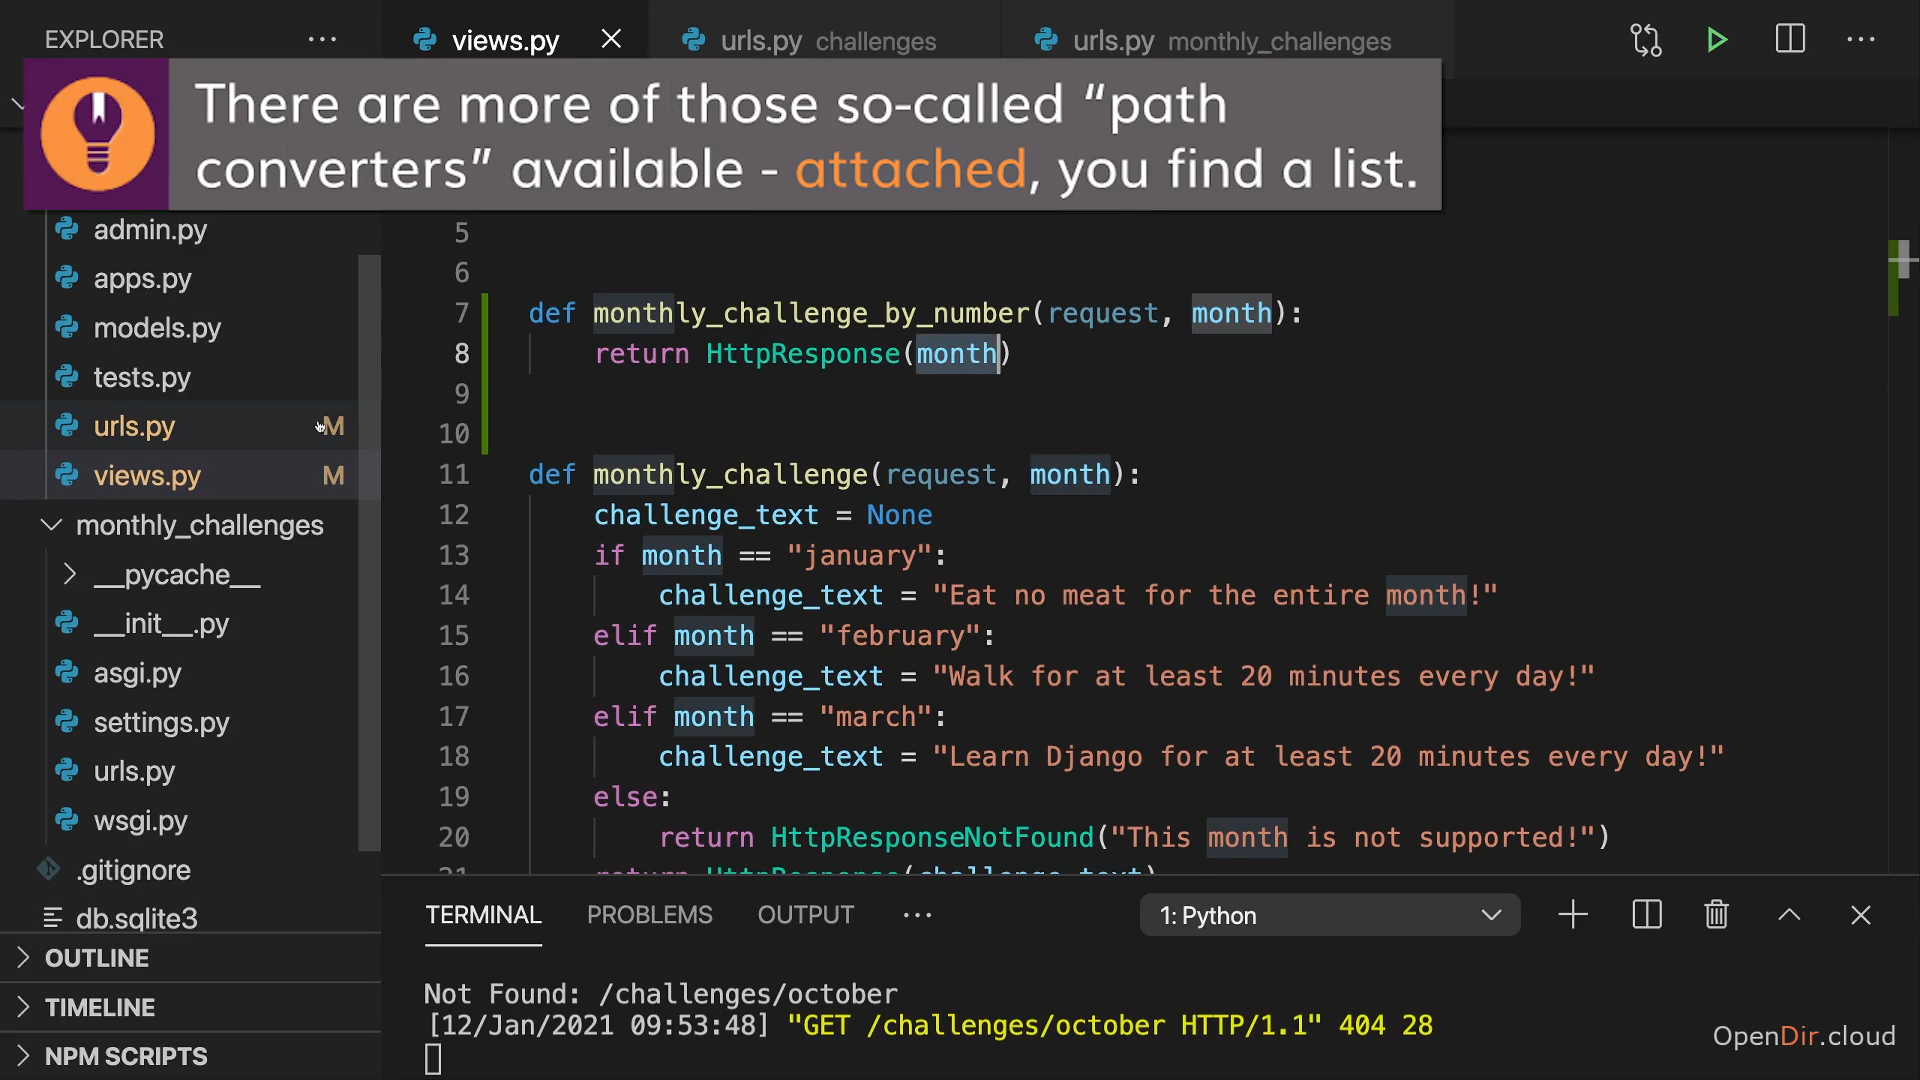 EXPLORER
views.py
urls.py challenges
urls.py monthly_challenges
There are more of those so-called “path
converters” available - attached, you find a list.
admin.py
apps.py
models.py
tests.py
urls.py M
views.py M
monthly_challenges
__pycache__
__init__.py
asgi.py
settings.py
urls.py
wsgi.py
.gitignore
db.sqlite3
OUTLINE
TIMELINE
NPM SCRIPTS
5
6
7 def monthly_challenge_by_number(request, month):
8 return HttpResponse(month)
9
10
11 def monthly_challenge(request, month):
12 challenge_text = None
13 if month == "january":
14 challenge_text = "Eat no meat for the entire month!"
15 elif month == "february":
16 challenge_text = "Walk for at least 20 minutes every day!"
17 elif month == "march":
18 challenge_text = "Learn Django for at least 20 minutes every day!"
19 else:
20 return HttpResponseNotFound("This month is not supported!")
21 return HttpResponse(challenge_text)
TERMINAL PROBLEMS OUTPUT
1: Python
Not Found: /challenges/october
[12/Jan/2021 09:53:48] "GET /challenges/october HTTP/1.1" 404 28
OpenDir.cloud